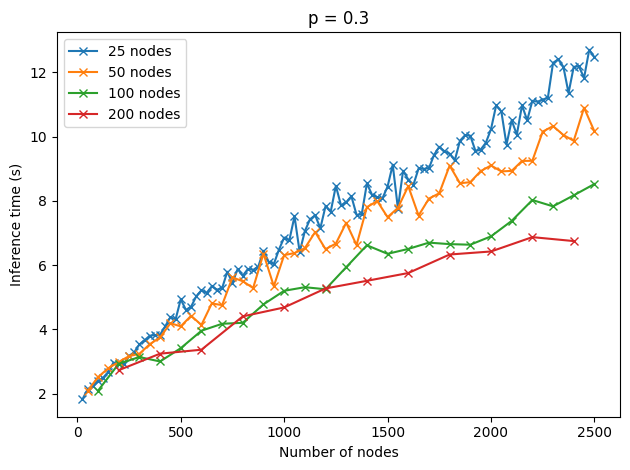 p = 0.3
25 nodes
50 nodes
100 nodes
200 nodes
Inference time (s)
12
10
8
6
4
2
0
500
1000
1500
2000
2500
Number of nodes